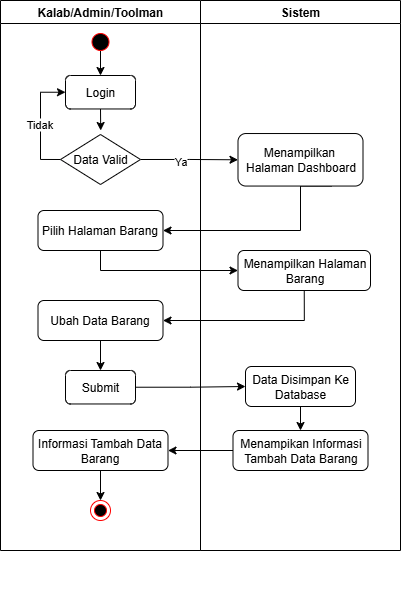 Kalab/Admin/Toolman
Sistem
Login
Tidak
Data Valid
Ya
Menampilkan
Halaman Dashboard
Pilih Halaman Barang
Menampilkan Halaman
Barang
Ubah Data Barang
Submit
Data Disimpan Ke
Database
Menampikan Informasi
Tambah Data Barang
Informasi Tambah Data
Barang